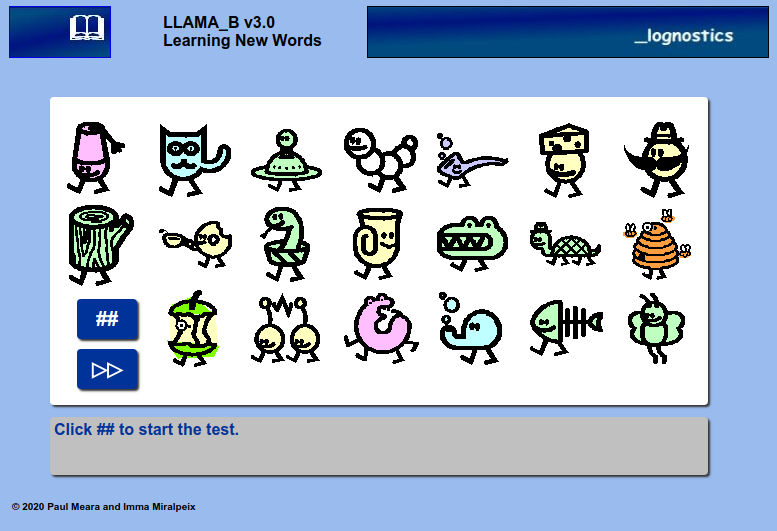 LLAMA_B v3.0
Learning New Words
_lognostics
##
Click ## to start the test.
© 2020 Paul Meara and Imma Miralpeix